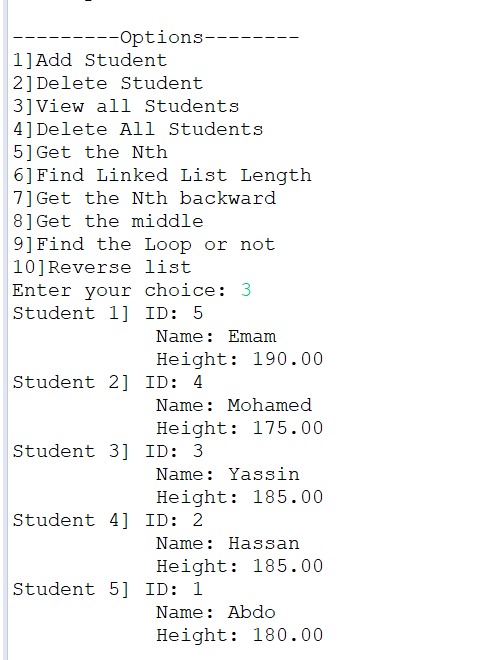 ---------Options--------
1]Add Student
2]Delete Student
3]View all Students
4]Delete All Students
5]Get the Nth
6]Find Linked List Length
7]Get the Nth backward
8]Get the middle
9]Find the Loop or not
10]Reverse list
Enter your choice: 3
Student 1] ID: 5
Name: Emam
Height: 190.00
Student 2] ID: 4
Name: Mohamed
Height: 175.00
Student 3] ID: 3
Name: Yassin
Height: 185.00
Student 4] ID: 2
Name: Hassan
Height: 185.00
Student 5] ID: 1
Name: Abdo
Height: 180.00